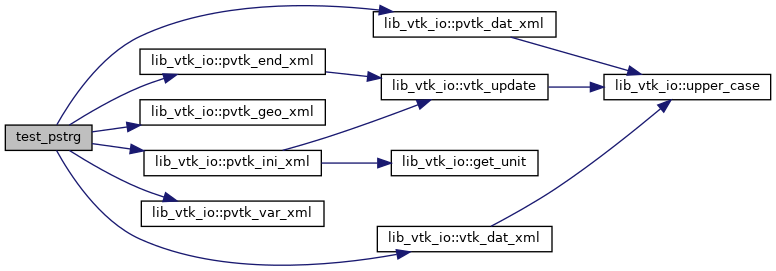 test_pstrg
lib_vtk_io::pvtk_dat_xml
lib_vtk_io::pvtk_end_xml
lib_vtk_io::vtk_update
lib_vtk_io::upper_case
lib_vtk_io::pvtk_geo_xml
lib_vtk_io::pvtk_ini_xml
lib_vtk_io::get_unit
lib_vtk_io::pvtk_var_xml
lib_vtk_io::vtk_dat_xml